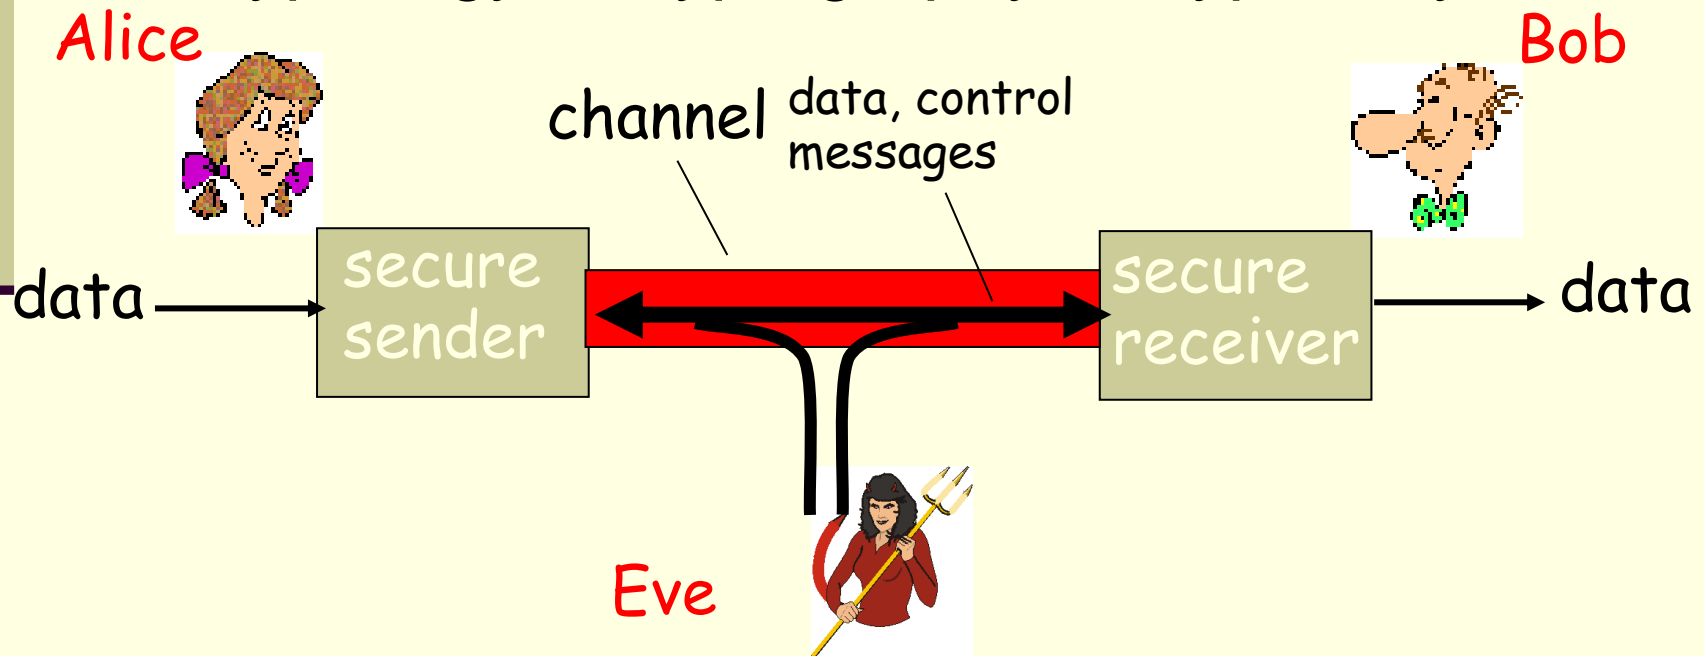 Alice
Bob
channel
data, control
messages
data
secure
sender
secure
receiver
data
Eve